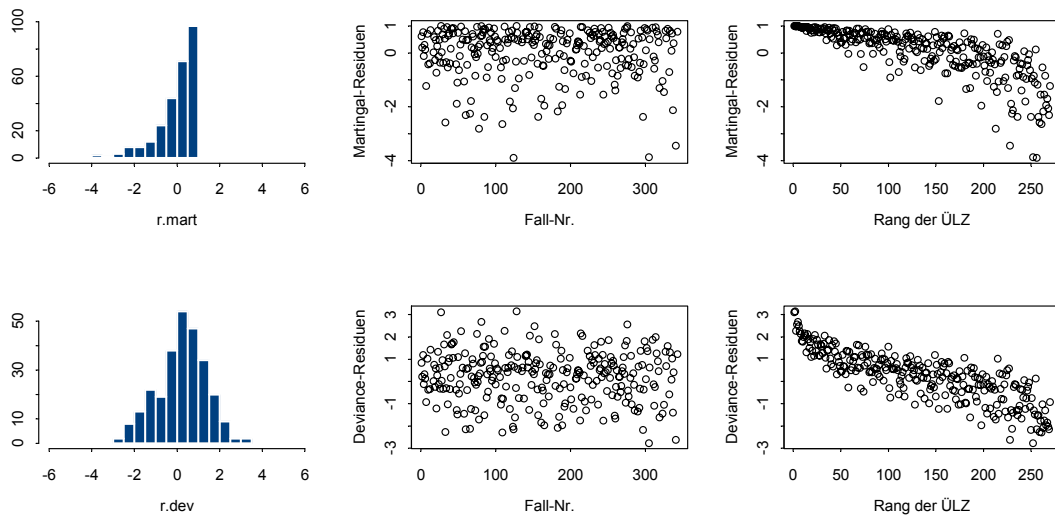 100
60
40
20
0
-6 -4 -2 0 2 4 6
r.mart
Martingal-Residuen
1
0
-2
-4
0 100 200 300
Fall-Nr.
Martingal-Residuen
1
0
-2
-4
0 50 100 150 200 250
Rang der ÜLZ
50
30
10
0
-6 -4 -2 0 2 4 6
r.dev
Deviance-Residuen
3
1
-1
-3
0 100 200 300
Fall-Nr.
Deviance-Residuen
3
1
-1
-3
0 50 100 150 200 250
Rang der ÜLZ